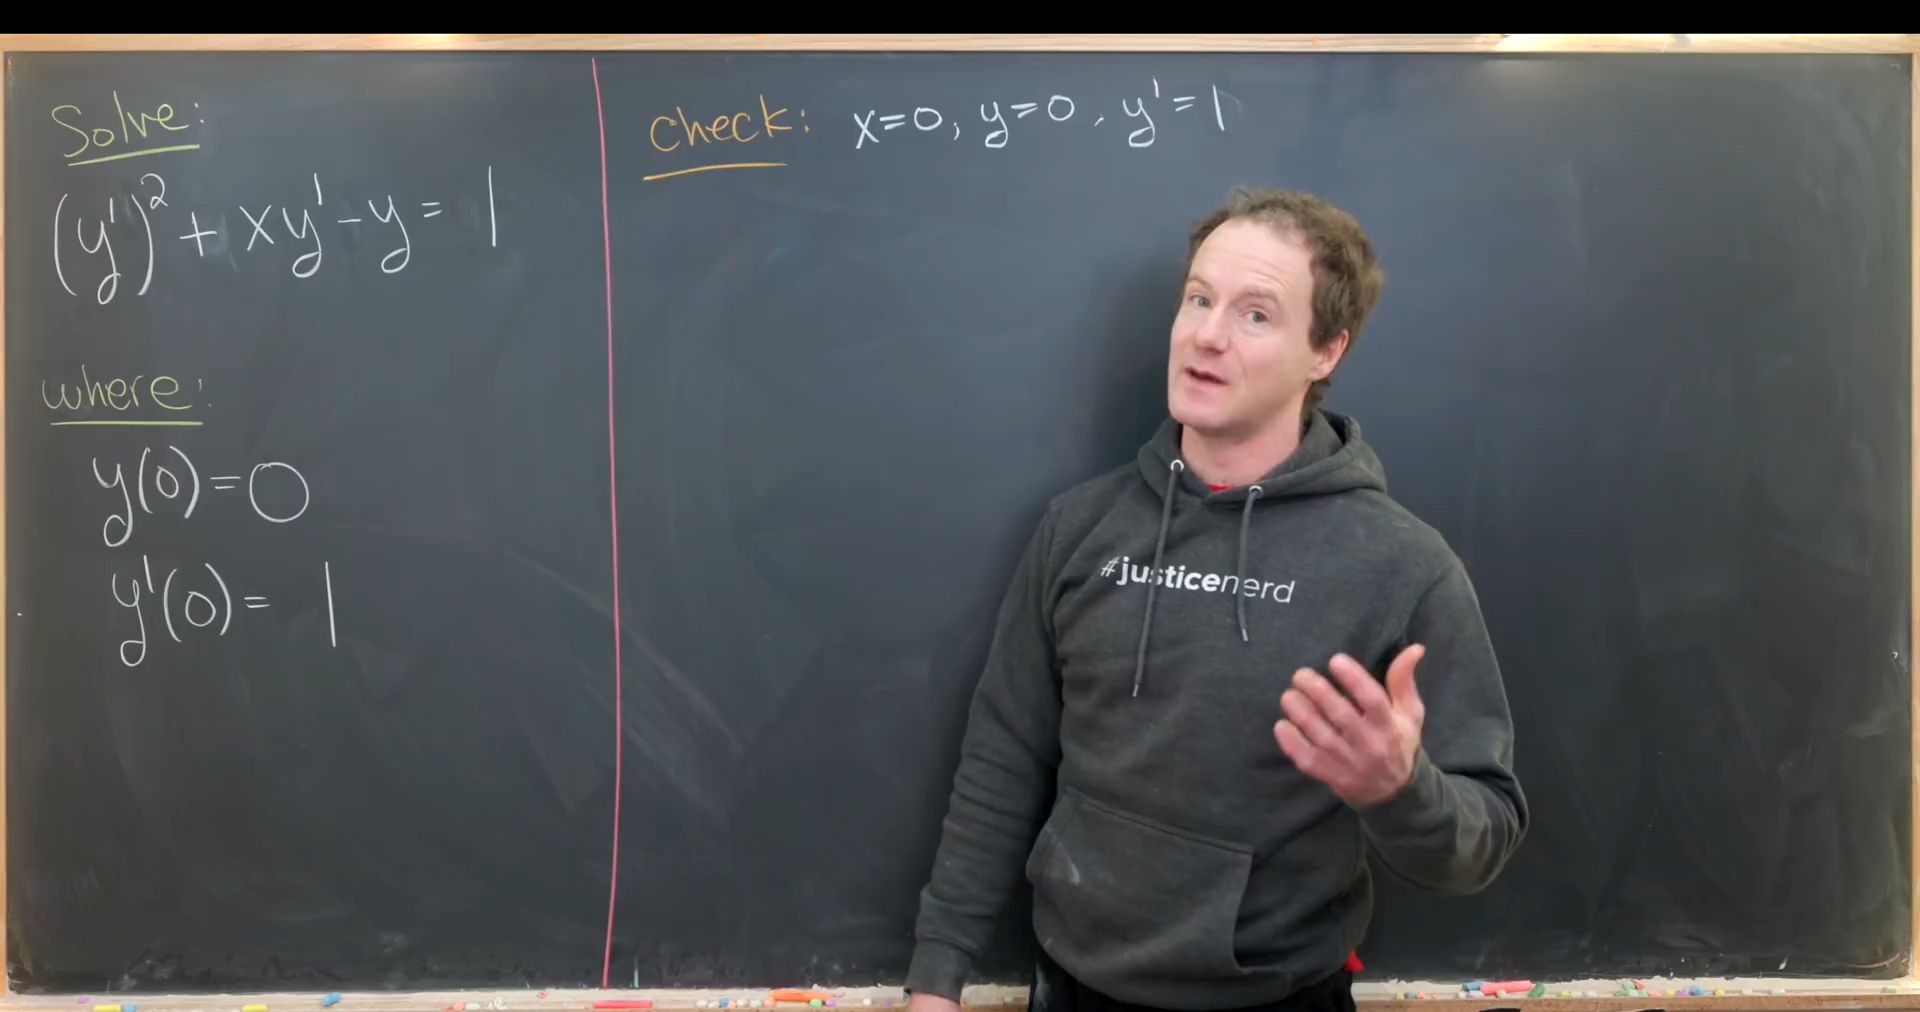 Solve:
(y')² + xy' - y = 1
where:
y(0) = 0
y'(0) = 1
check: x=0, y=0, y'=1
#justicenerd